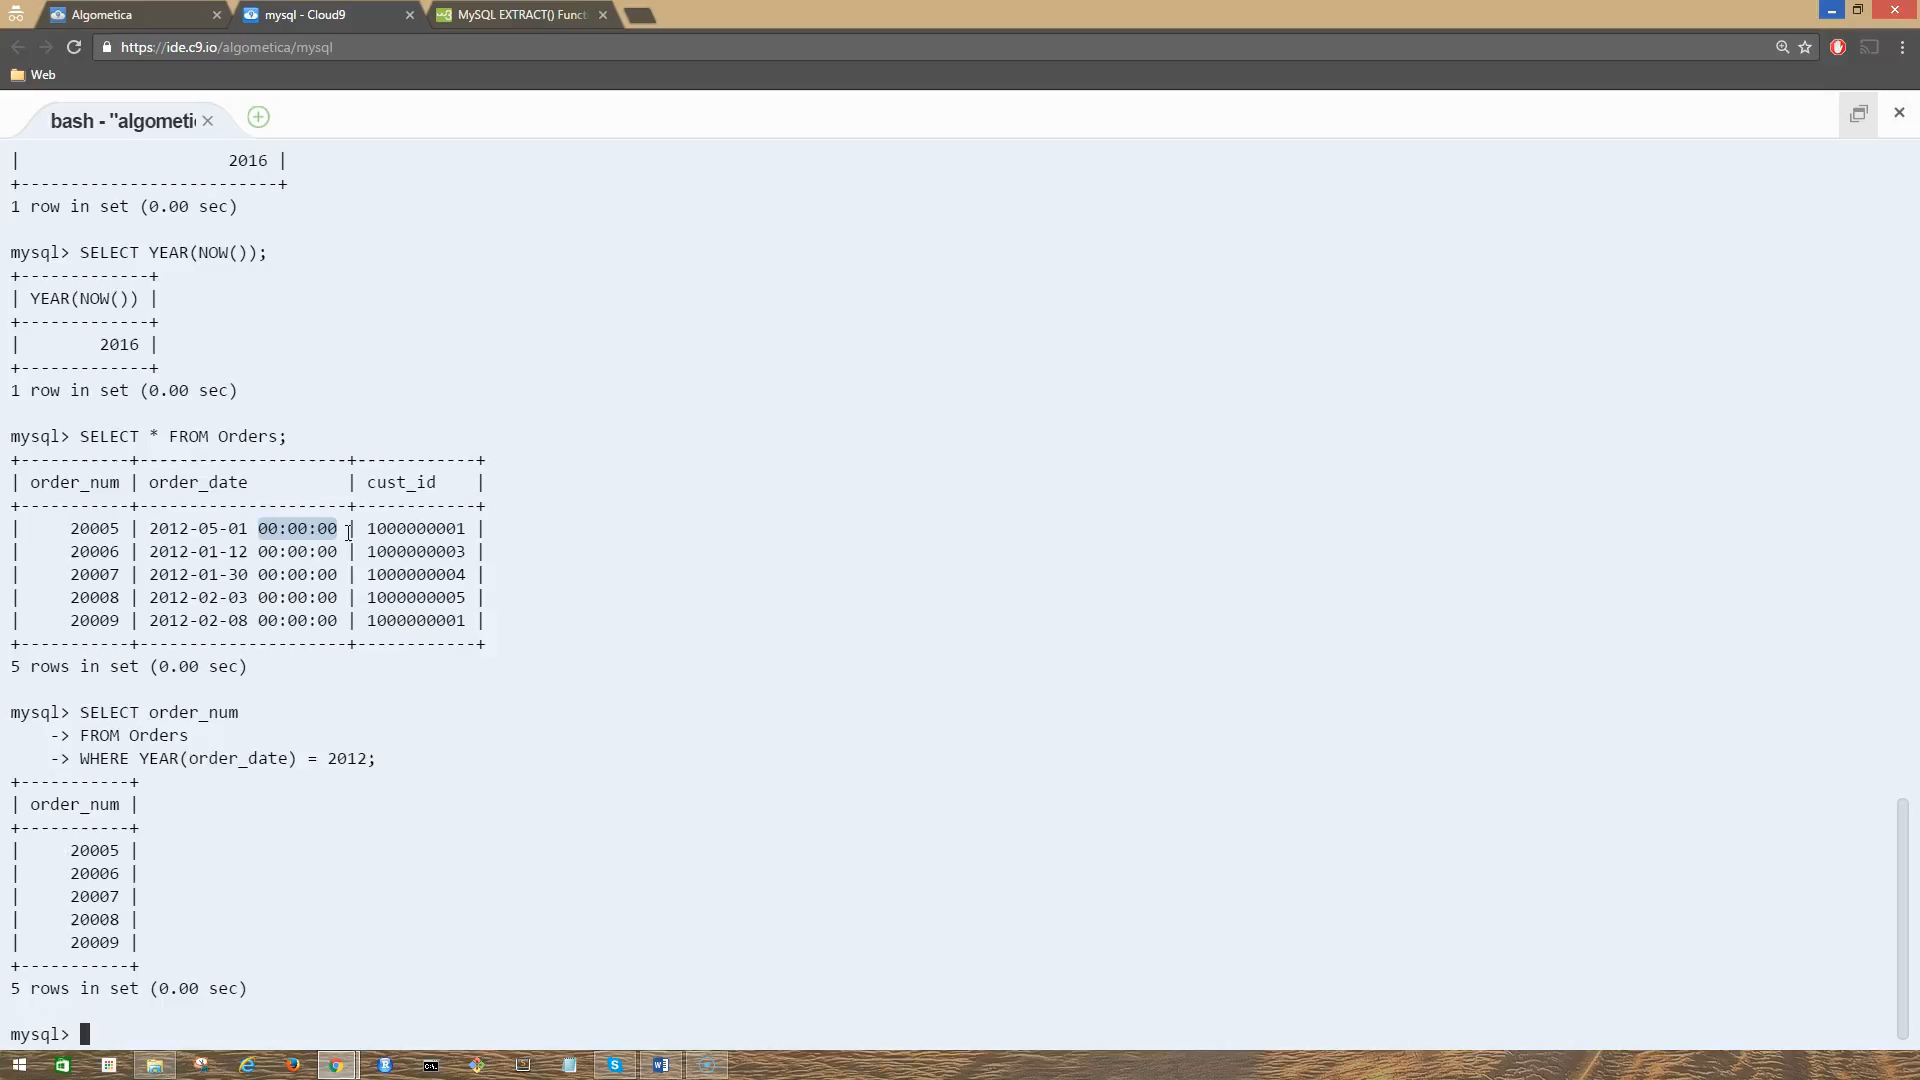 Algometica
mysql - Cloud9
MySQL EXTRACT() Funct
https://ide.c9.io/algometica/mysql
Web
bash - "algometi
|                     2016 |
+--------------------------+
1 row in set (0.00 sec)
mysql> SELECT YEAR(NOW());
+-------------+
| YEAR(NOW()) |
+-------------+
|        2016 |
+-------------+
1 row in set (0.00 sec)
mysql> SELECT * FROM Orders;
+-----------+---------------------+------------+
| order_num | order_date          | cust_id    |
+-----------+---------------------+------------+
|     20005 | 2012-05-01 00:00:00 | 1000000001 |
|     20006 | 2012-01-12 00:00:00 | 1000000003 |
|     20007 | 2012-01-30 00:00:00 | 1000000004 |
|     20008 | 2012-02-03 00:00:00 | 1000000005 |
|     20009 | 2012-02-08 00:00:00 | 1000000001 |
+-----------+---------------------+------------+
5 rows in set (0.00 sec)
mysql> SELECT order_num
    -> FROM Orders
    -> WHERE YEAR(order_date) = 2012;
+-----------+
| order_num |
+-----------+
|     20005 |
|     20006 |
|     20007 |
|     20008 |
|     20009 |
+-----------+
5 rows in set (0.00 sec)
mysql>